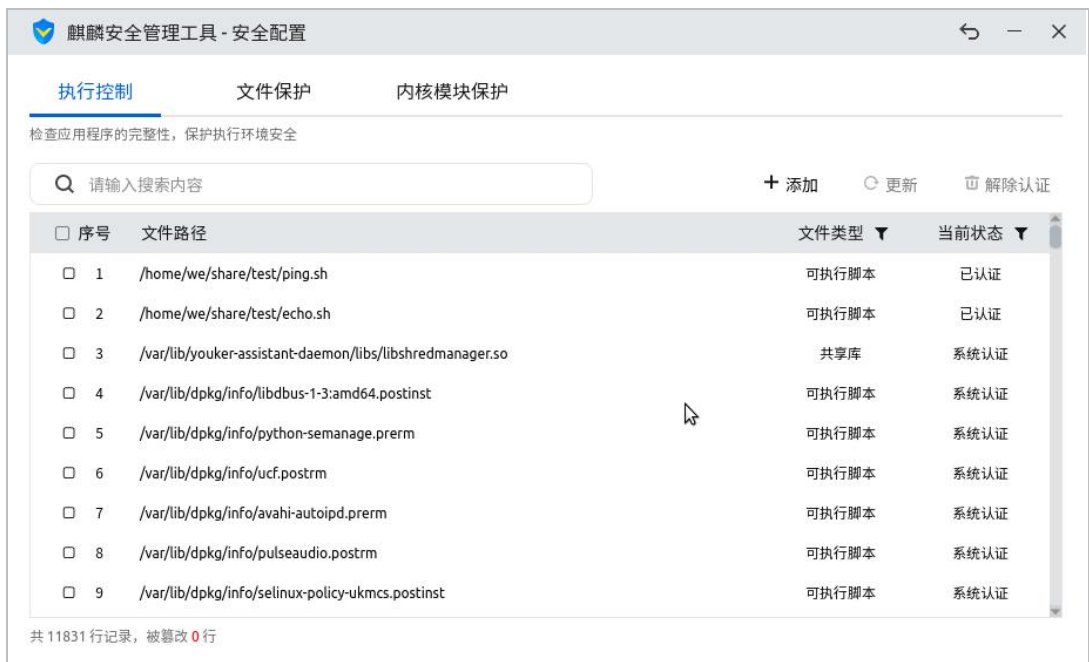 麒麟安全管理工具 - 安全配置
执行控制 文件保护 内核模块保护
检查应用程序的完整性，保护执行环境安全
请输入搜索内容 添加 更新 解除认证
序号 文件路径 文件类型 当前状态
1 /home/we/share/test/ping.sh 可执行脚本 已认证
2 /home/we/share/test/echo.sh 可执行脚本 已认证
3 /var/lib/youker-assistant-daemon/libs/libshredmanager.so 共享库 系统认证
4 /var/lib/dpkg/info/libdbus-1-3:amd64.postinst 可执行脚本 系统认证
5 /var/lib/dpkg/info/python-semanage.prerm 可执行脚本 系统认证
6 /var/lib/dpkg/info/ucf.postrm 可执行脚本 系统认证
7 /var/lib/dpkg/info/avahi-autoipd.prerm 可执行脚本 系统认证
8 /var/lib/dpkg/info/pulseaudio.postrm 可执行脚本 系统认证
9 /var/lib/dpkg/info/selinux-policy-ukmcs.postinst 可执行脚本 系统认证
共 11831 行记录，被篡改 0 行